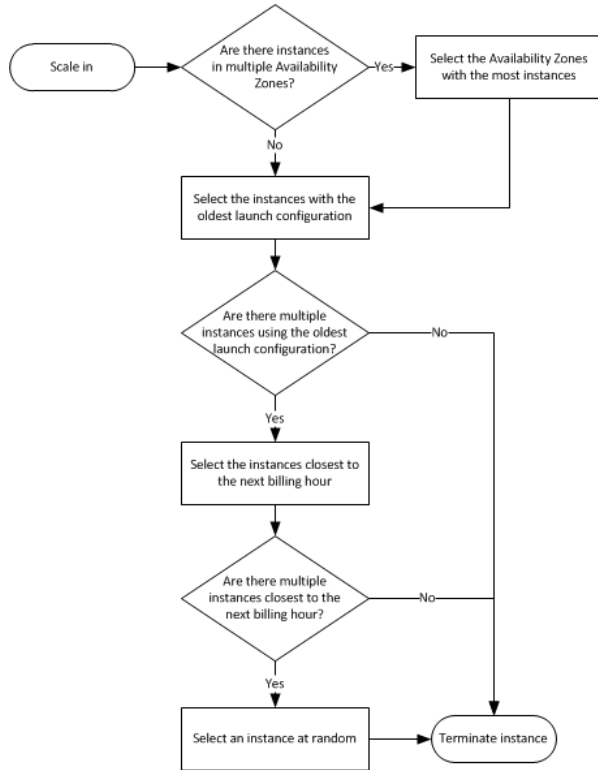 Scale in
Are there instances
in multiple Availability
Zones?
Yes
Select the Availability Zones
with the most instances
No
Select the instances with the
oldest launch configuration
Are there multiple
instances using the oldest
launch configuration?
No
Yes
Select the instances closest to
the next billing hour
Are there multiple
instances closest to the
next billing hour?
No
Yes
Select an instance at random
Terminate instance